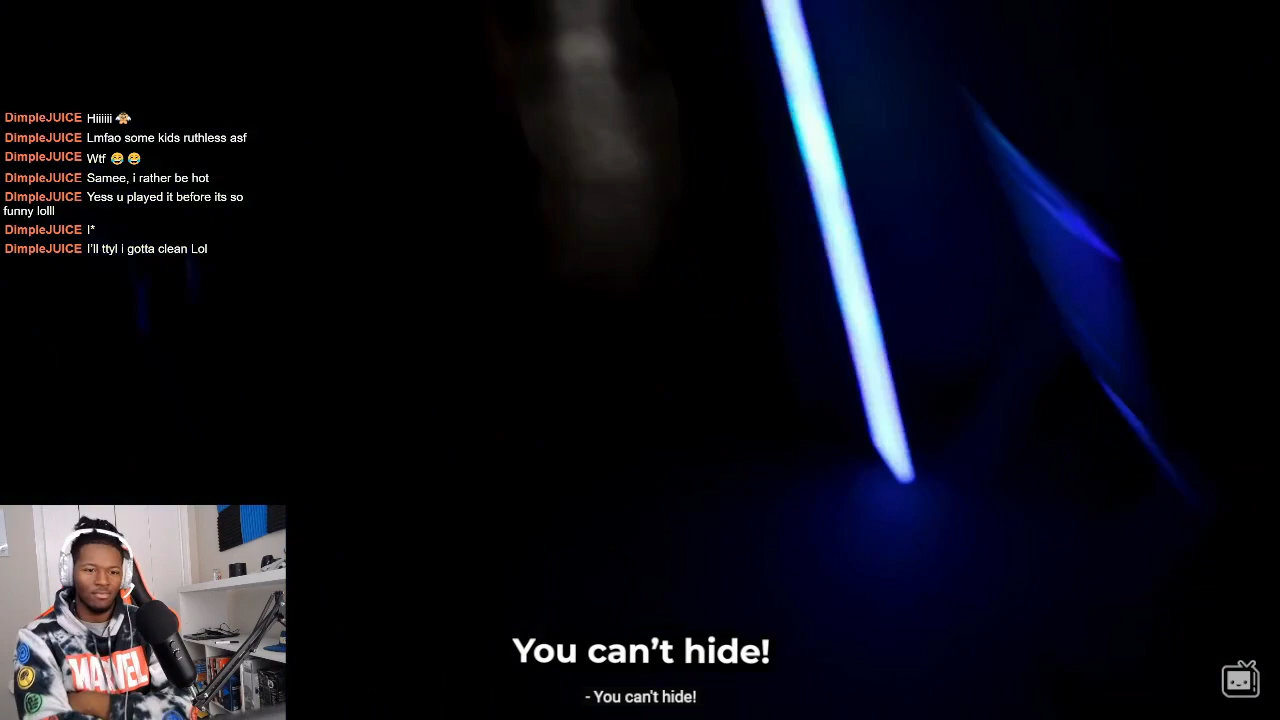 DimpleJUICE Hiiiiii
DimpleJUICE Lmfao some kids ruthless asf
DimpleJUICE Wtf 😂 😂
DimpleJUICE Samee, i rather be hot
DimpleJUICE Yess u played it before its so
funny lolll
DimpleJUICE I*
DimpleJUICE I'll ttyl i gotta clean Lol
MARVEL
You can't hide!
- You can't hide!